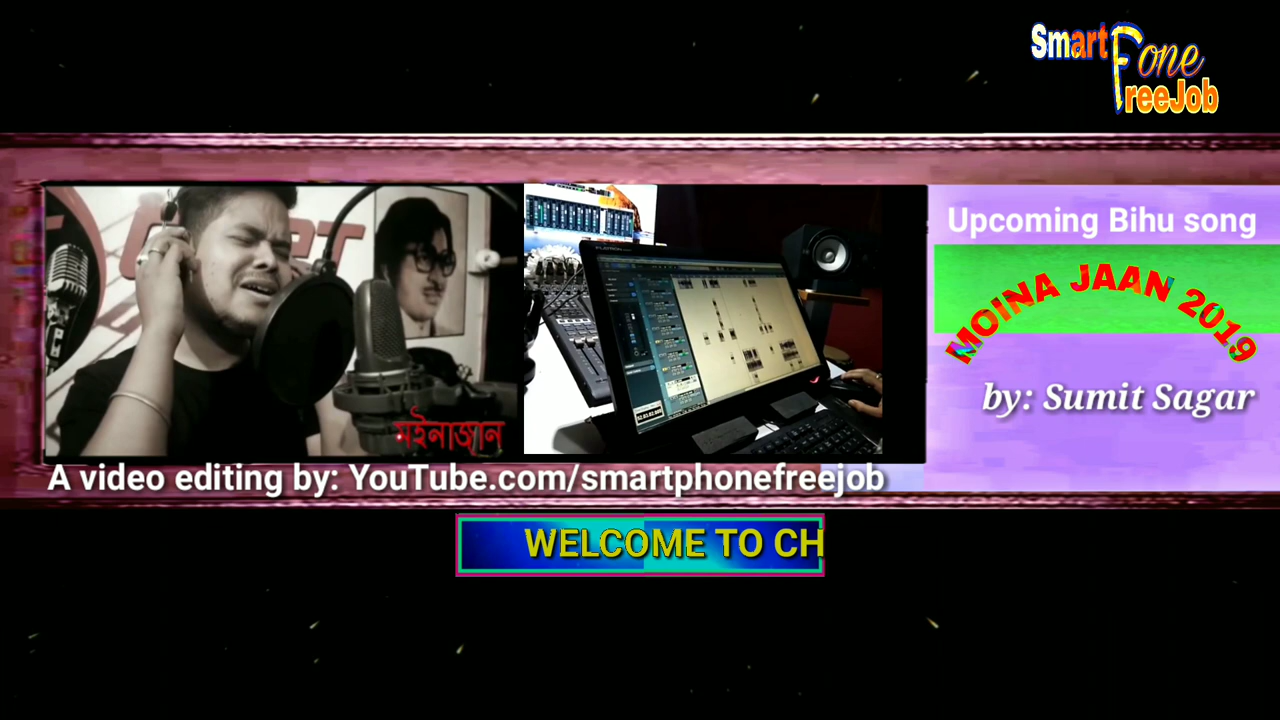 Smart Fone
FreeJob
Upcoming Bihu song
MOINA JAAN 2019
by: Sumit Sagar
মইনাজান
A video editing by: YouTube.com/smartphonefreejob
WELCOME TO CH